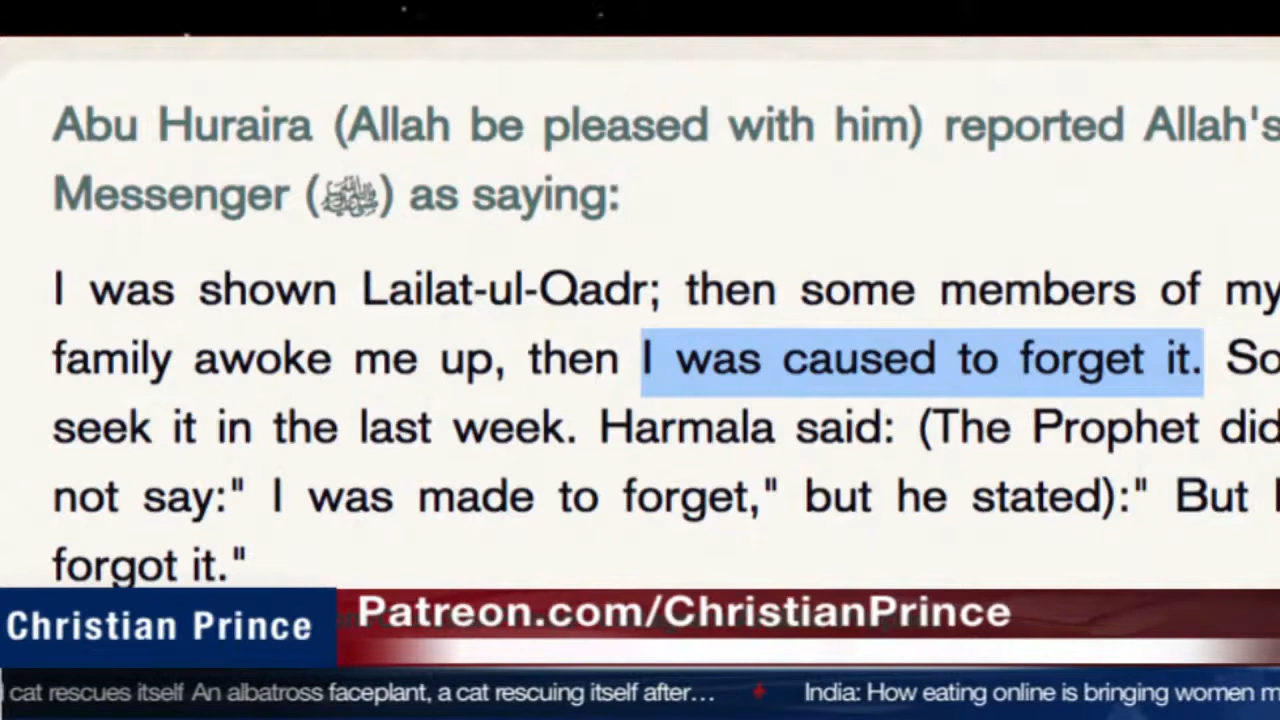 Abu Huraira (Allah be pleased with him) reported Allah's
Messenger (ﷺ) as saying:
I was shown Lailat-ul-Qadr; then some members of my
family awoke me up, then I was caused to forget it. So
seek it in the last week. Harmala said: (The Prophet did
not say:" I was made to forget," but he stated):" But I
forgot it."
Christian Prince
Patreon.com/ChristianPrince
cat rescues itself An albatross faceplant, a cat rescuing itself after… India: How eating online is bringing women